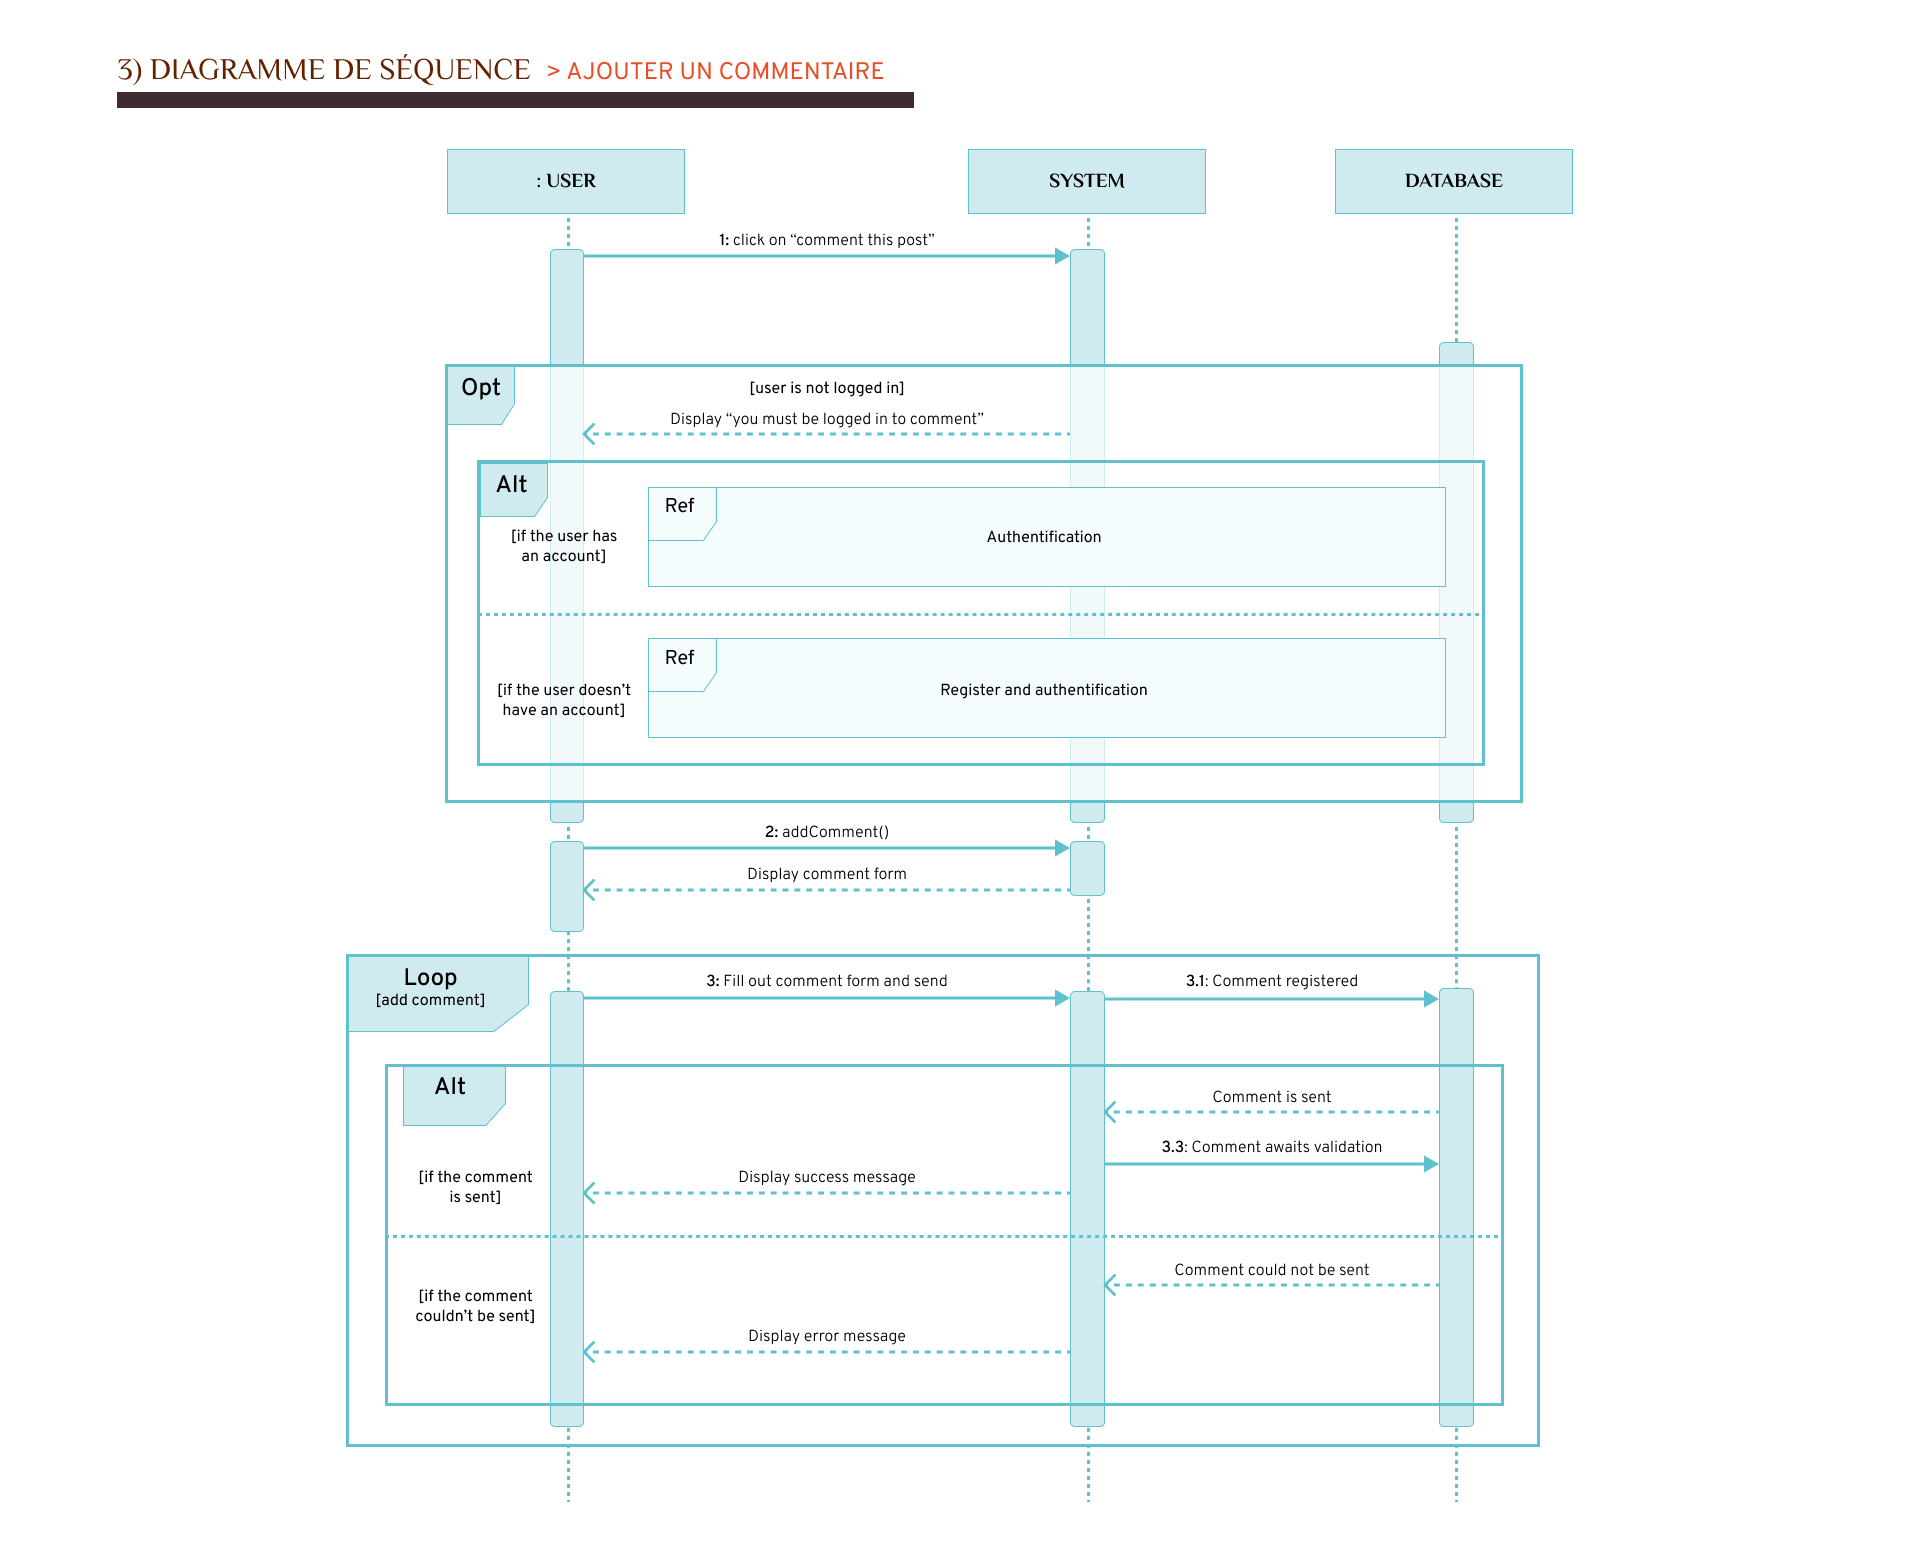 3) DIAGRAMME DE SÉQUENCE > AJOUTER UN COMMENTAIRE
: USER
SYSTEM
DATABASE
1: click on “comment this post”
Opt
[user is not logged in]
Display “you must be logged in to comment”
Alt
[if the user has
an account]
Ref
Authentification
[if the user doesn’t
have an account]
Ref
Register and authentification
2: addComment()
Display comment form
Loop
[add comment]
3: Fill out comment form and send
3.1: Comment registered
Alt
Comment is sent
3.3: Comment awaits validation
[if the comment
is sent]
Display success message
Comment could not be sent
[if the comment
couldn’t be sent]
Display error message